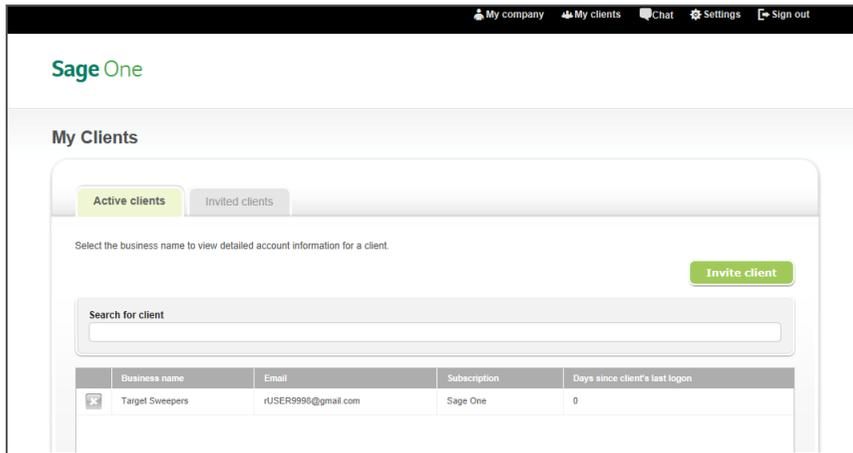 My company My clients Chat Settings Sign out
Sage One
My Clients
Active clients Invited clients
Select the business name to view detailed account information for a client.
Invite client
Search for client
Business name Email Subscription Days since client's last logon
Target Sweepers rUSER9998@gmail.com Sage One 0